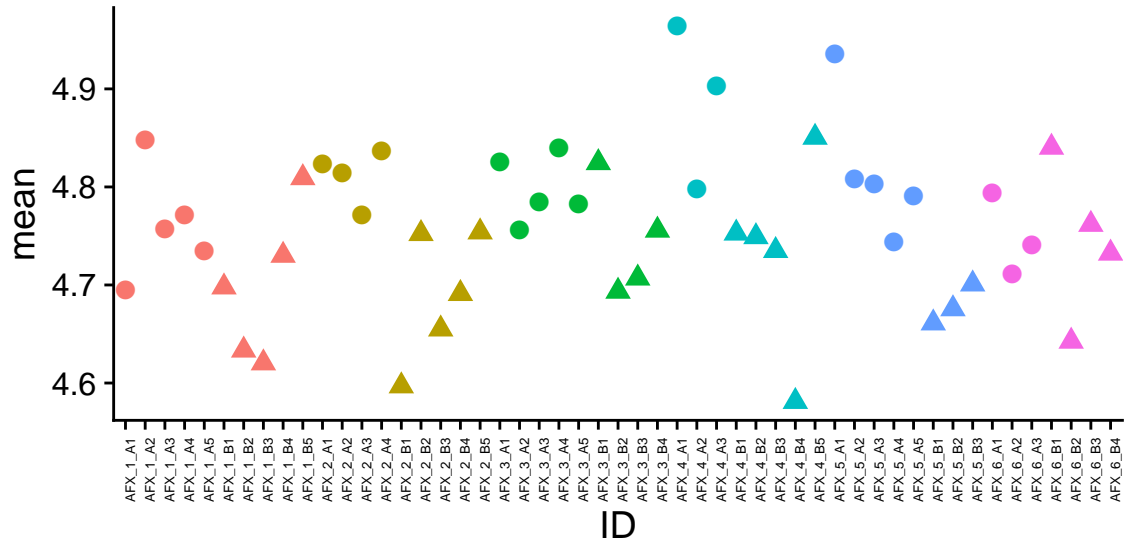 mean
4.9
4.8
4.7
4.6
AFX_1_A1
AFX_1_A2
AFX_1_A3
AFX_1_A4
AFX_1_A5
AFX_1_B1
AFX_1_B2
AFX_1_B3
AFX_1_B4
AFX_1_B5
AFX_2_A1
AFX_2_A2
AFX_2_A3
AFX_2_A4
AFX_2_B1
AFX_2_B2
AFX_2_B3
AFX_2_B4
AFX_2_B5
AFX_3_A1
AFX_3_A2
AFX_3_A3
AFX_3_A4
AFX_3_A5
AFX_3_B1
AFX_3_B2
AFX_3_B3
AFX_3_B4
AFX_4_A1
AFX_4_A2
AFX_4_A3
AFX_4_B1
AFX_4_B2
AFX_4_B3
AFX_4_B4
AFX_4_B5
AFX_5_A1
AFX_5_A2
AFX_5_A3
AFX_5_A4
AFX_5_A5
AFX_5_B1
AFX_5_B2
AFX_5_B3
AFX_6_A1
AFX_6_A2
AFX_6_A3
AFX_6_B1
AFX_6_B2
AFX_6_B3
AFX_6_B4
ID